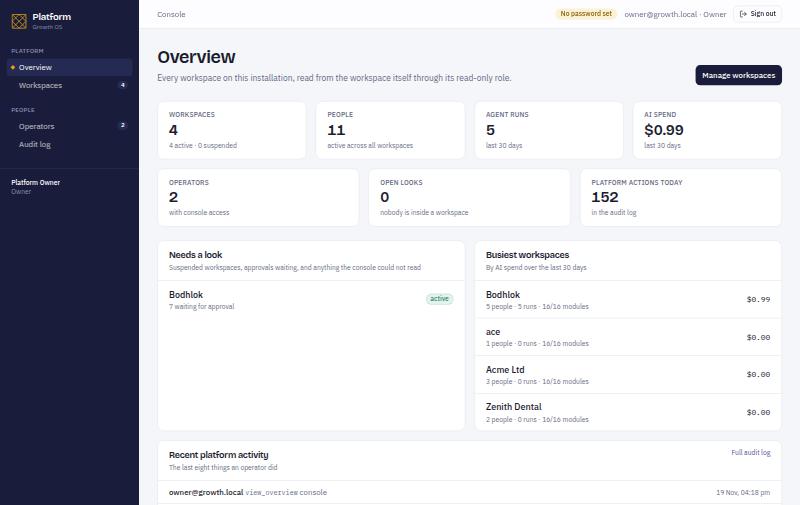 Platform
Growth OS
PLATFORM
Overview
Workspaces 4
PEOPLE
Operators 2
Audit log
Platform Owner
Owner
Console
No password set
owner@growth.local · Owner
Sign out
Overview
Every workspace on this installation, read from the workspace itself through its read-only role.
Manage workspaces
WORKSPACES
4
4 active · 0 suspended
PEOPLE
11
active across all workspaces
AGENT RUNS
5
last 30 days
AI SPEND
$0.99
last 30 days
OPERATORS
2
with console access
OPEN LOOKS
0
nobody is inside a workspace
PLATFORM ACTIONS TODAY
152
in the audit log
Needs a look
Suspended workspaces, approvals waiting, and anything the console could not read
Bodhlok
7 waiting for approval
active
Busiest workspaces
By AI spend over the last 30 days
Bodhlok
5 people · 5 runs · 16/16 modules
$0.99
ace
1 people · 0 runs · 16/16 modules
$0.00
Acme Ltd
3 people · 0 runs · 16/16 modules
$0.00
Zenith Dental
2 people · 0 runs · 16/16 modules
$0.00
Recent platform activity
The last eight things an operator did
Full audit log
owner@growth.local view_overview console
19 Nov, 04:18 pm